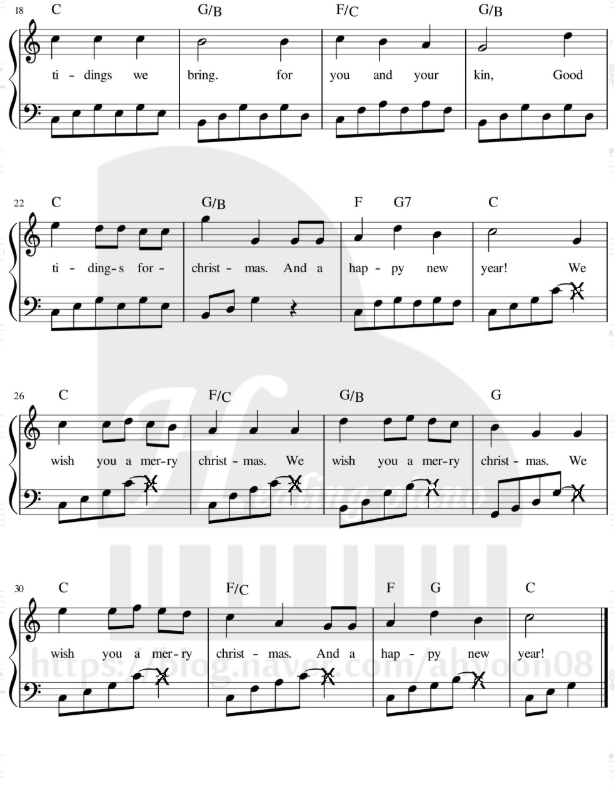 18 C G/B F/C G/B
ti - dings we bring. for you and your kin, Good
22 C G/B F G7 C
ti - ding-s for- christ - mas. And a hap - py new year! We
26 C F/C G/B G
wish you a mer-ry christ - mas. We wish you a mer-ry christ - mas. We
30 C F/C F G C
wish you a mer-ry christ - mas. And a hap - py new year!
https://blog.naver.com/ahyoon08